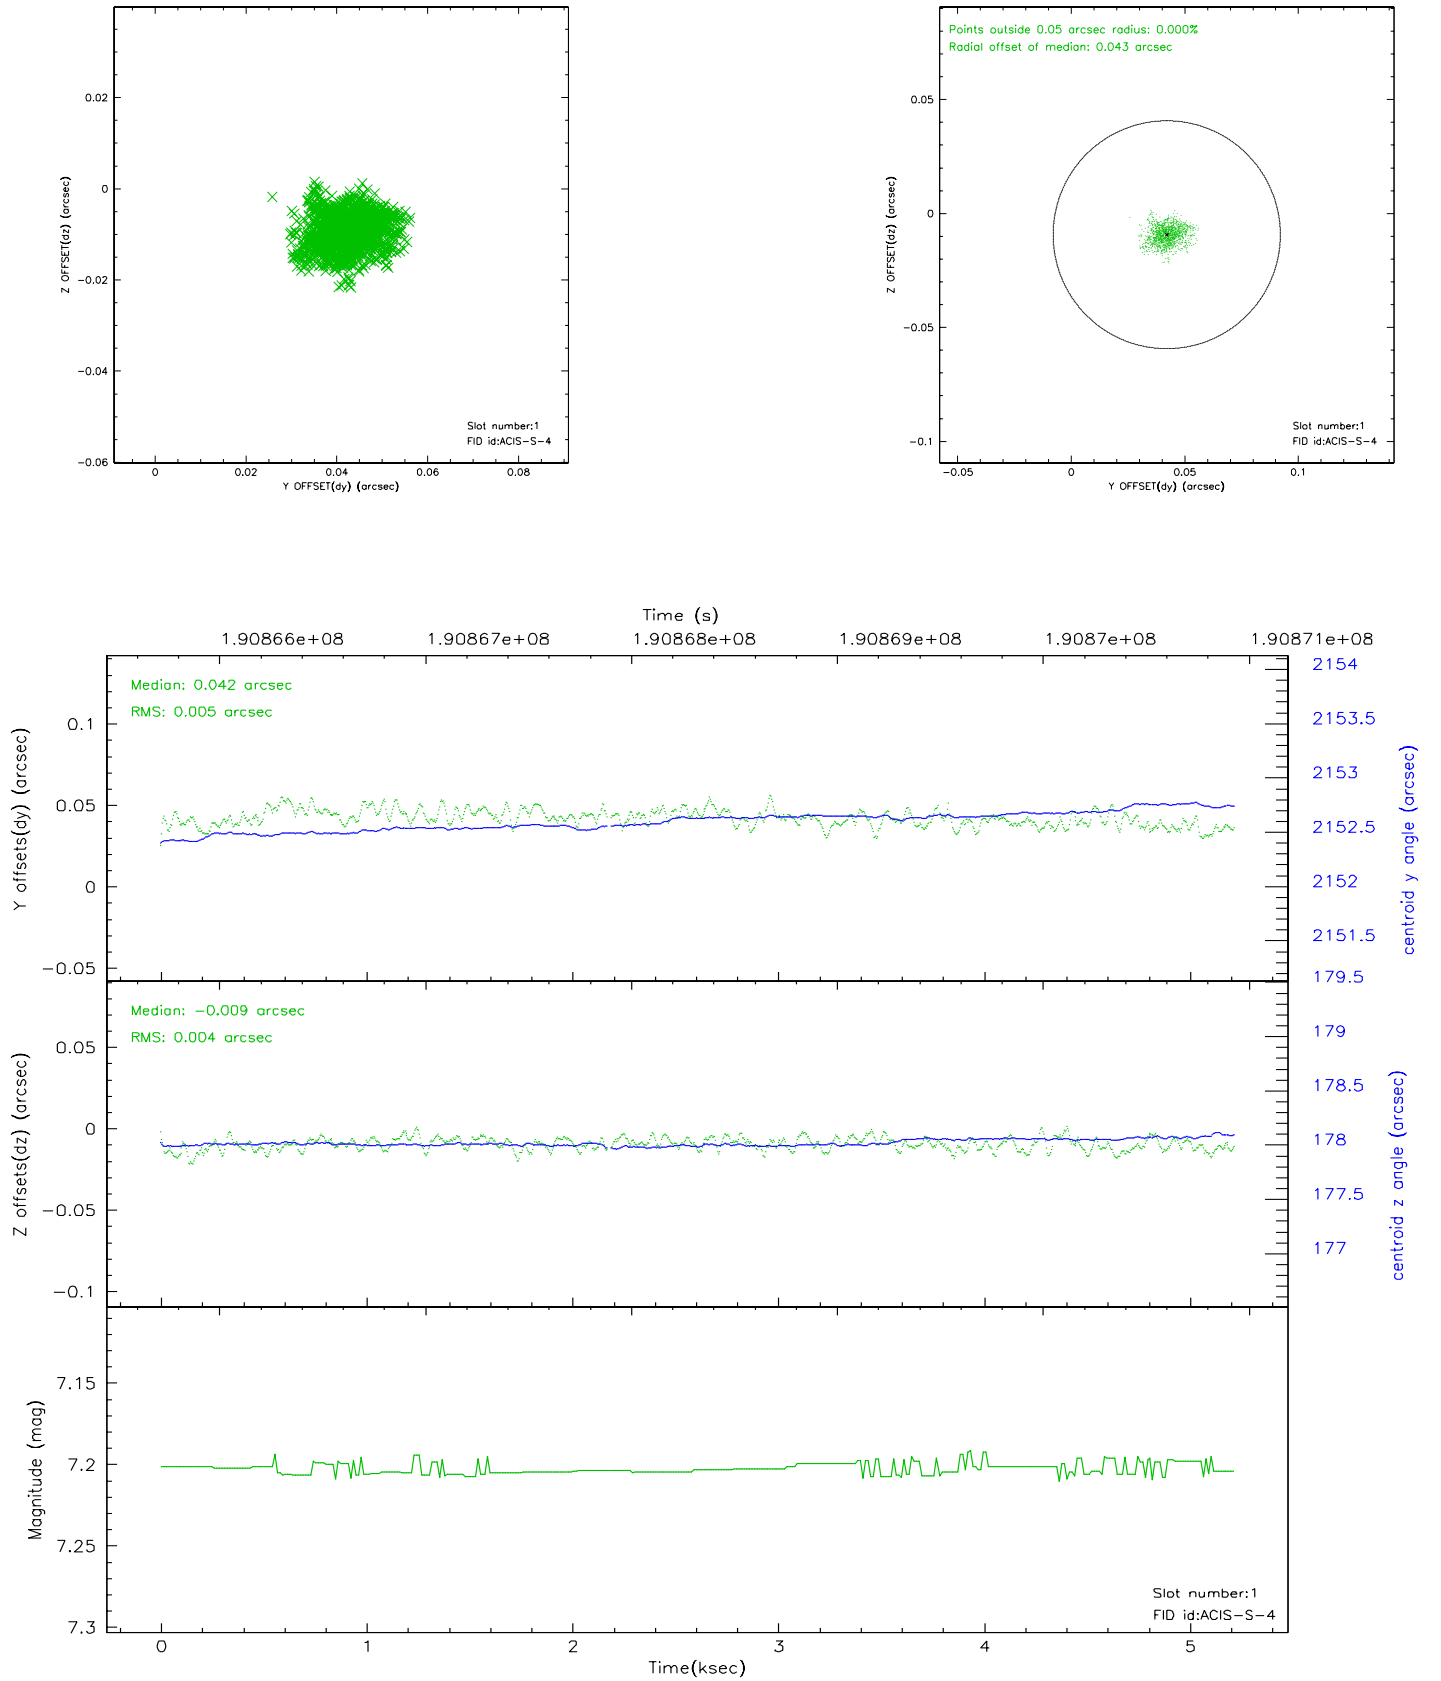 0.02
0
−0.02
−0.04
−0.06
Z OFFSET(dz) (arcsec)
0 0.02 0.04 0.06 0.08
Y OFFSET(dy) (arcsec)
Slot number:1
FID id:ACIS−S−4
Points outside 0.05 arcsec radius: 0.000%
Radial offset of median: 0.043 arcsec
0.05
0
−0.05
−0.1
Z OFFSET(dz) (arcsec)
−0.05 0 0.05 0.1
Y OFFSET(dy) (arcsec)
Slot number:1
FID id:ACIS−S−4
Time (s)
1.90866e+08 1.90867e+08 1.90868e+08 1.90869e+08 1.9087e+08 1.90871e+08
Median: 0.042 arcsec
RMS: 0.005 arcsec
0.1
0.05
0
−0.05
Y offsets(dy) (arcsec)
2154
2153.5
2153
2152.5
2152
2151.5
centroid y angle (arcsec)
Median: −0.009 arcsec
RMS: 0.004 arcsec
0.05
0
−0.05
−0.1
Z offsets(dz) (arcsec)
179.5
179
178.5
178
177.5
177
centroid z angle (arcsec)
7.15
7.2
7.25
7.3
Magnitude (mag)
Slot number:1
FID id:ACIS−S−4
0 1 2 3 4 5
Time(ksec)